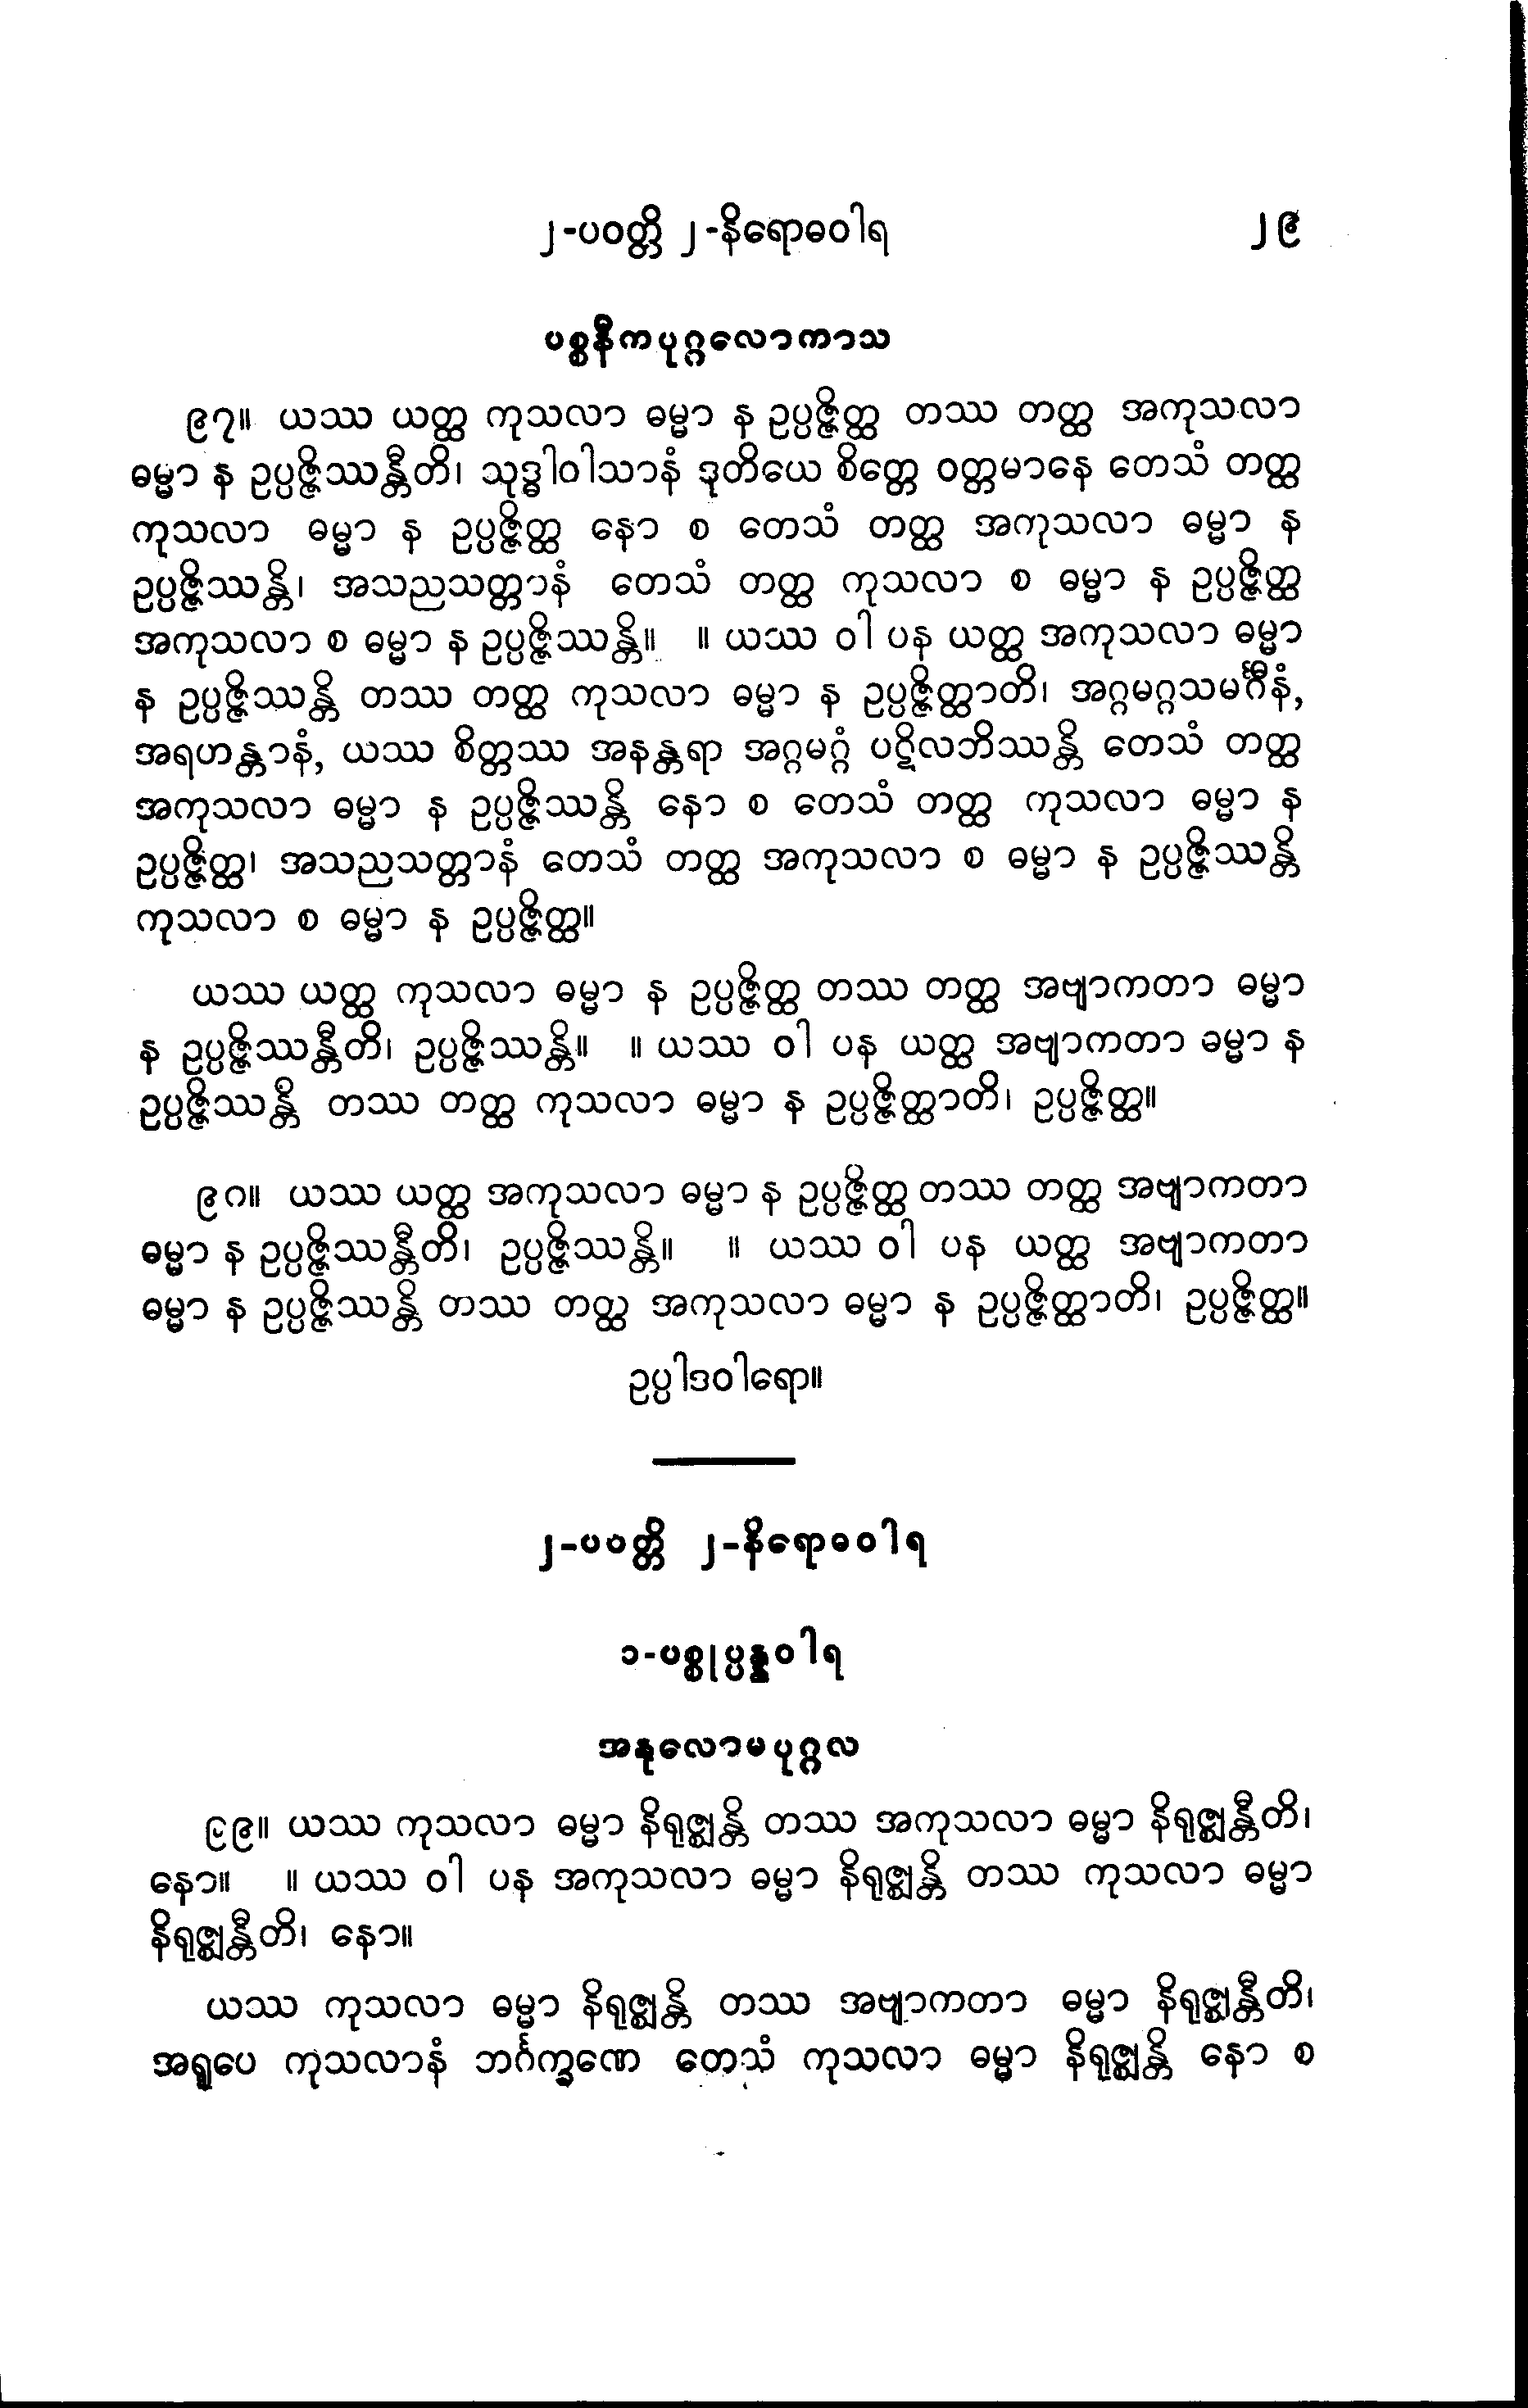 ၂-ပဝတ္တိ ၂-နိရောဓဝါရ ၂၉
ပစ္စနီကပုဂ္ဂလောကာသ
၉၇။ ယဿ ယတ္ထ ကုသလာ ဓမ္မာ န ဥပ္ပဇ္ဇိတ္ထ တဿ တတ္ထ အကုသလာ
ဓမ္မာ န ဥပ္ပဇ္ဇိဿန္တီတိ၊ သုဒ္ဓါဝါသာနံ ဒုတိယေ စိတ္တေ ဝတ္တမာနေ တေသံ တတ္ထ
ကုသလာ ဓမ္မာ န ဥပ္ပဇ္ဇိတ္ထ နော စ တေသံ တတ္ထ အကုသလာ ဓမ္မာ န
ဥပ္ပဇ္ဇိဿန္တိ၊ အသညသတ္တာနံ တေသံ တတ္ထ ကုသလာ စ ဓမ္မာ န ဥပ္ပဇ္ဇိတ္ထ
အကုသလာ စ ဓမ္မာ န ဥပ္ပဇ္ဇိဿန္တိ။ ။ ယဿ ဝါ ပန ယတ္ထ အကုသလာ ဓမ္မာ
န ဥပ္ပဇ္ဇိဿန္တိ တဿ တတ္ထ ကုသလာ ဓမ္မာ န ဥပ္ပဇ္ဇိတ္ထာတိ၊ အဂ္ဂမဂ္ဂသမင်္ဂီနံ,
အရဟန္တာနံ, ယဿ စိတ္တဿ အနန္တရာ အဂ္ဂမဂ္ဂံ ပဋိလဘိဿန္တိ တေသံ တတ္ထ
အကုသလာ ဓမ္မာ န ဥပ္ပဇ္ဇိဿန္တိ နော စ တေသံ တတ္ထ ကုသလာ ဓမ္မာ န
ဥပ္ပဇ္ဇိတ္ထ၊ အသညသတ္တာနံ တေသံ တတ္ထ အကုသလာ စ ဓမ္မာ န ဥပ္ပဇ္ဇိဿန္တိ
ကုသလာ စ ဓမ္မာ န ဥပ္ပဇ္ဇိတ္ထ။
ယဿ ယတ္ထ ကုသလာ ဓမ္မာ န ဥပ္ပဇ္ဇိတ္ထ တဿ တတ္ထ အဗျာကတာ ဓမ္မာ
န ဥပ္ပဇ္ဇိဿန္တီတိ၊ ဥပ္ပဇ္ဇိဿန္တိ။ ။ ယဿ ဝါ ပန ယတ္ထ အဗျာကတာ ဓမ္မာ န
ဥပ္ပဇ္ဇိဿန္တိ တဿ တတ္ထ ကုသလာ ဓမ္မာ န ဥပ္ပဇ္ဇိတ္ထာတိ၊ ဥပ္ပဇ္ဇိတ္ထ။
၉ဂ။ ယဿ ယတ္ထ အကုသလာ ဓမ္မာ န ဥပ္ပဇ္ဇိတ္ထ တဿ တတ္ထ အဗျာကတာ
ဓမ္မာ န ဥပ္ပဇ္ဇိဿန္တီတိ၊ ဥပ္ပဇ္ဇိဿန္တိ။ ။ ယဿ ဝါ ပန ယတ္ထ အဗျာကတာ
ဓမ္မာ န ဥပ္ပဇ္ဇိဿန္တိ တဿ တတ္ထ အကုသလာ ဓမ္မာ န ဥပ္ပဇ္ဇိတ္ထာတိ၊ ဥပ္ပဇ္ဇိတ္ထ။
ဥပ္ပါဒဝါရော။
၂-ပဝတ္တိ ၂-နိရောဓဝါရ
၁-ပစ္စုပ္ပန္နဝါရ
အနုလောမပုဂ္ဂလ
၉၉။ ယဿ ကုသလာ ဓမ္မာ နိရုဇ္ဈန္တိ တဿ အကုသလာ ဓမ္မာ နိရုဇ္ဈန္တီတိ၊
နော။ ။ ယဿ ဝါ ပန အကုသလာ ဓမ္မာ နိရုဇ္ဈန္တိ တဿ ကုသလာ ဓမ္မာ
နိရုဇ္ဈန္တီတိ၊ နော။
ယဿ ကုသလာ ဓမ္မာ နိရုဇ္ဈန္တိ တဿ အဗျာကတာ ဓမ္မာ နိရုဇ္ဈန္တီတိ၊
အရူပေ ကုသလာနံ ဘင်္ဂက္ခဏေ တေသံ ကုသလာ ဓမ္မာ နိရုဇ္ဈန္တိ နော စ